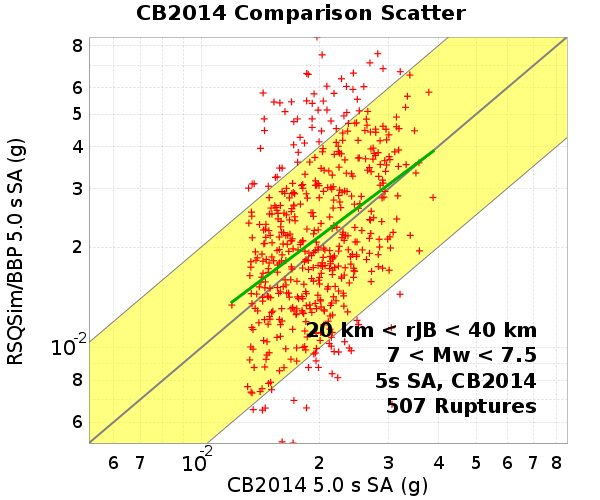 CB2014 Comparison Scatter
RSQSim/BBP 5.0 s SA (g)
8
6
5
4
3
2
10-2
8
6
20 km < rJB < 40 km
7 < Mw < 7.5
5s SA, CB2014
507 Ruptures
6 7 10-2 2 3 4 5 6 7 8
CB2014 5.0 s SA (g)